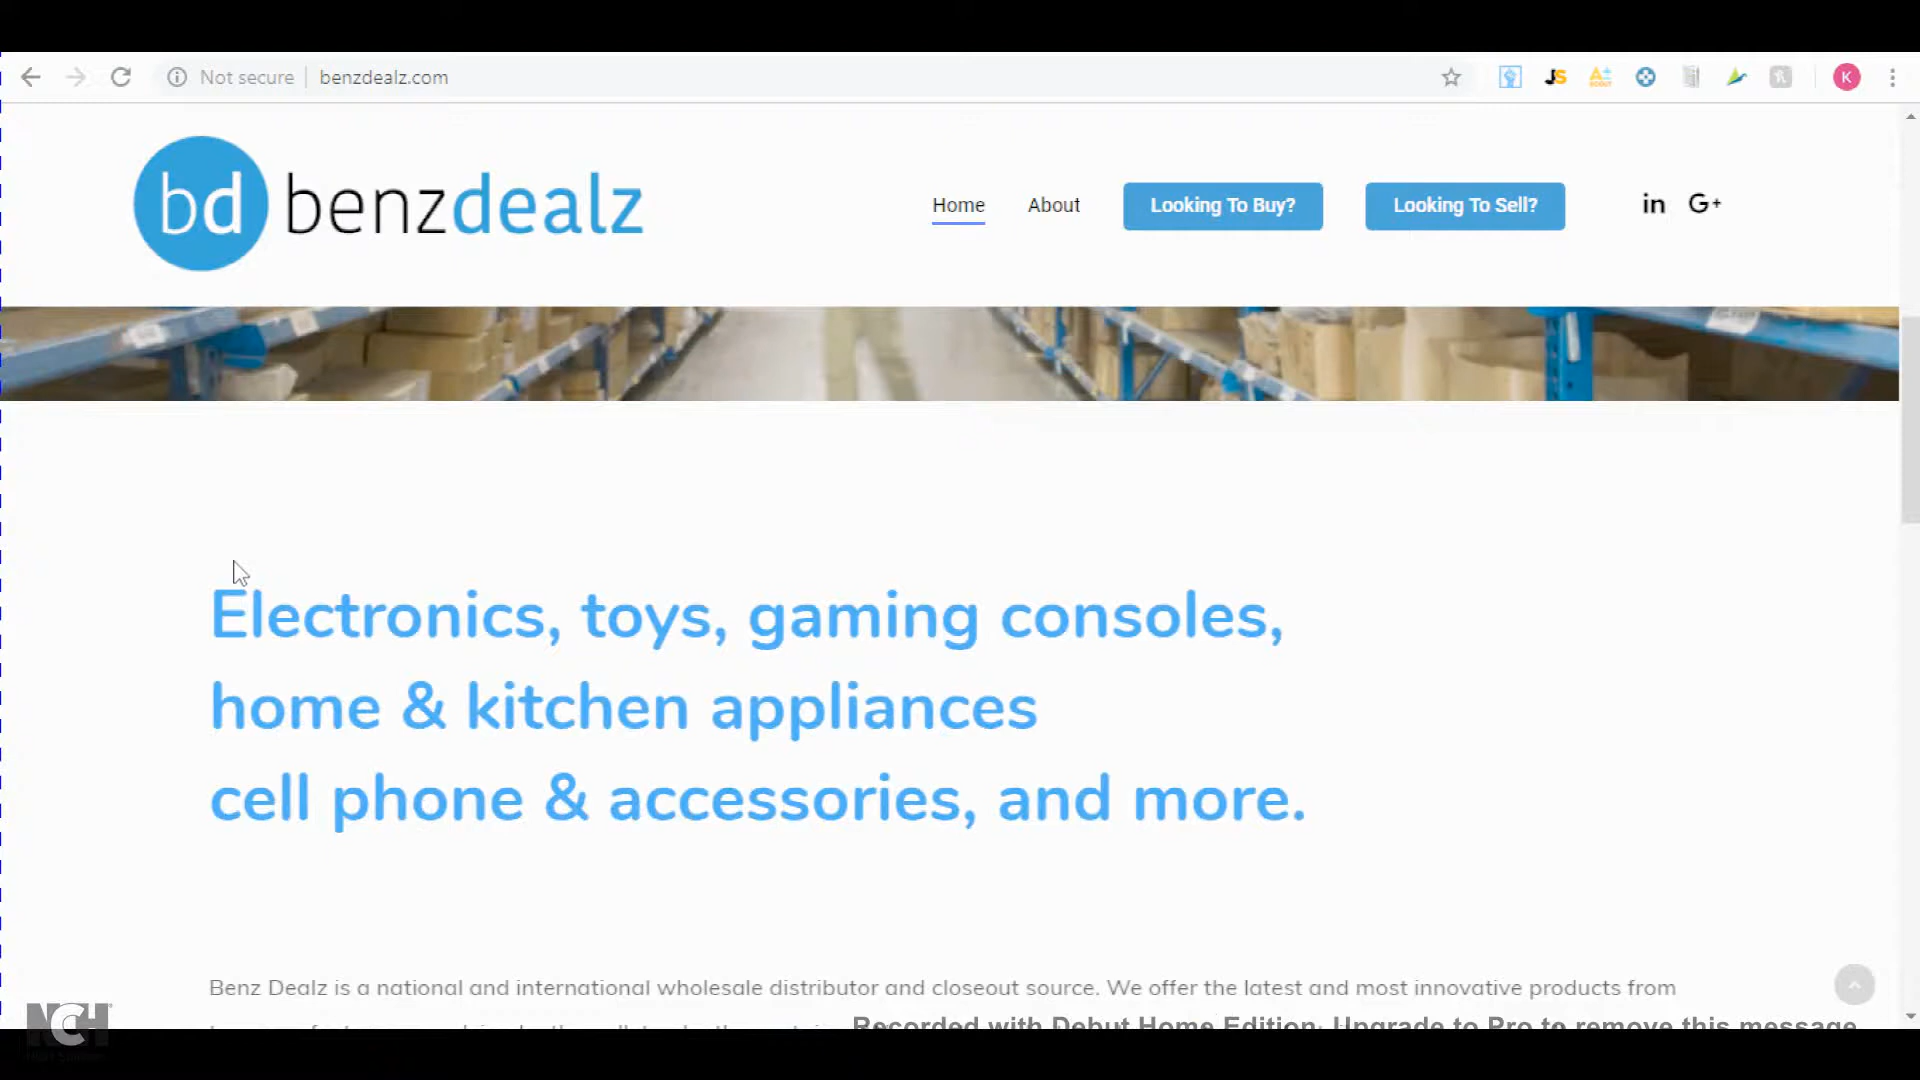 Not secure benzdealz.com
JS
K
bd benzdealz
Home About Looking To Buy? Looking To Sell? in G+
Electronics, toys, gaming consoles,
home & kitchen appliances
cell phone & accessories, and more.
Benz Dealz is a national and international wholesale distributor and closeout source. We offer the latest and most innovative products from
Recorded with Debut Home Edition. Upgrade to Pro to remove this message
NCH